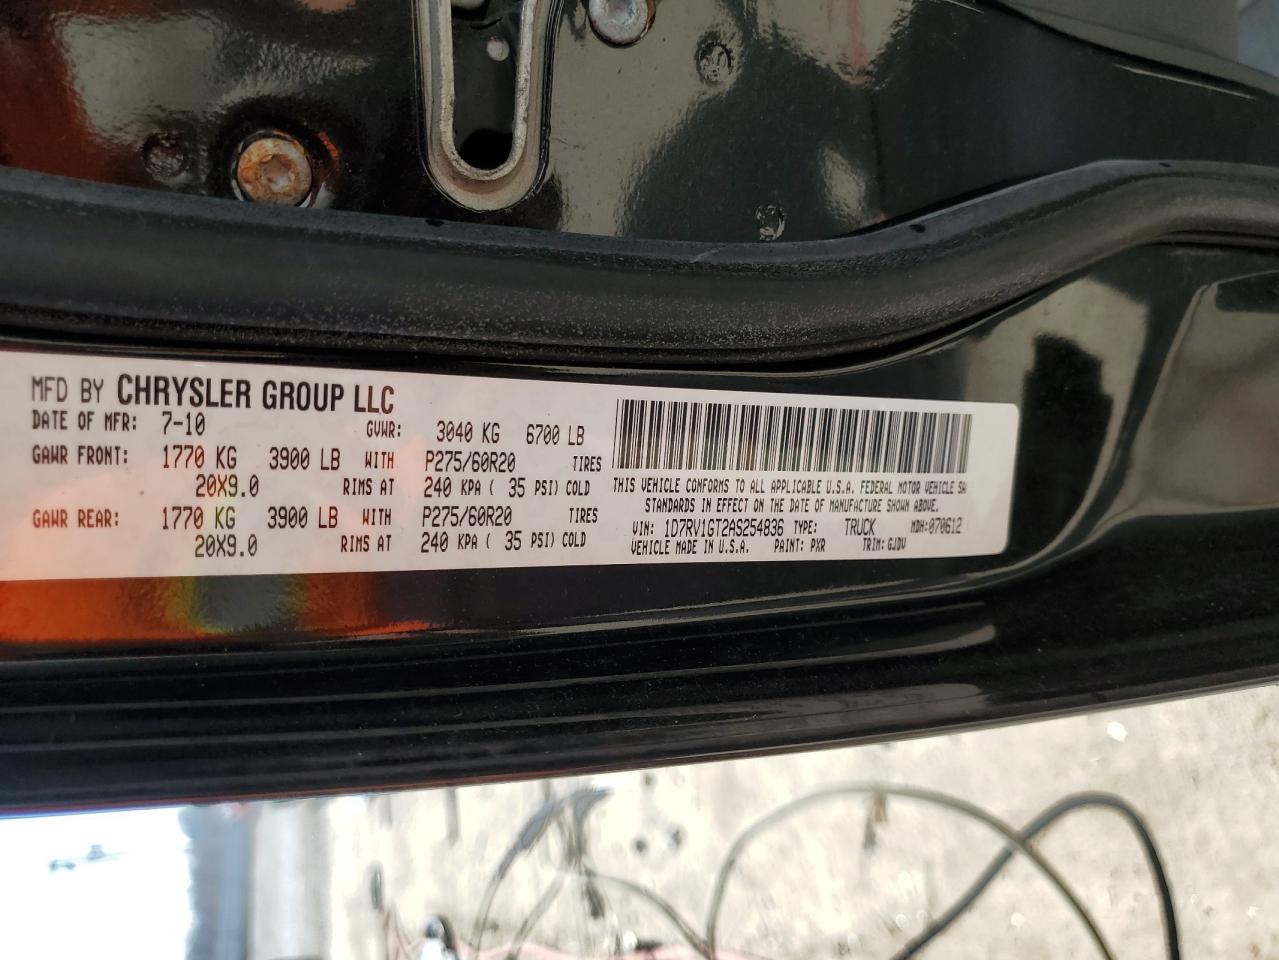 MFD BY CHRYSLER GROUP LLC
DATE OF MFR: 7-10 GVWR: 3040 KG 6700 LB
GAWR FRONT: 1770 KG 3900 LB WITH P275/60R20 TIRES
20X9.0 RIMS AT 240 KPA ( 35 PSI) COLD
GAWR REAR: 1770 KG 3900 LB WITH P275/60R20 TIRES
20X9.0 RIMS AT 240 KPA ( 35 PSI) COLD
THIS VEHICLE CONFORMS TO ALL APPLICABLE U.S.A. FEDERAL MOTOR VEHICLE SA
STANDARDS IN EFFECT ON THE DATE OF MANUFACTURE SHOWN ABOVE.
VIN: 1D7RV1GT2AS254836 TYPE: TRUCK MDH: 070612
VEHICLE MADE IN U.S.A. PAINT: PXR TRIM: GJDV